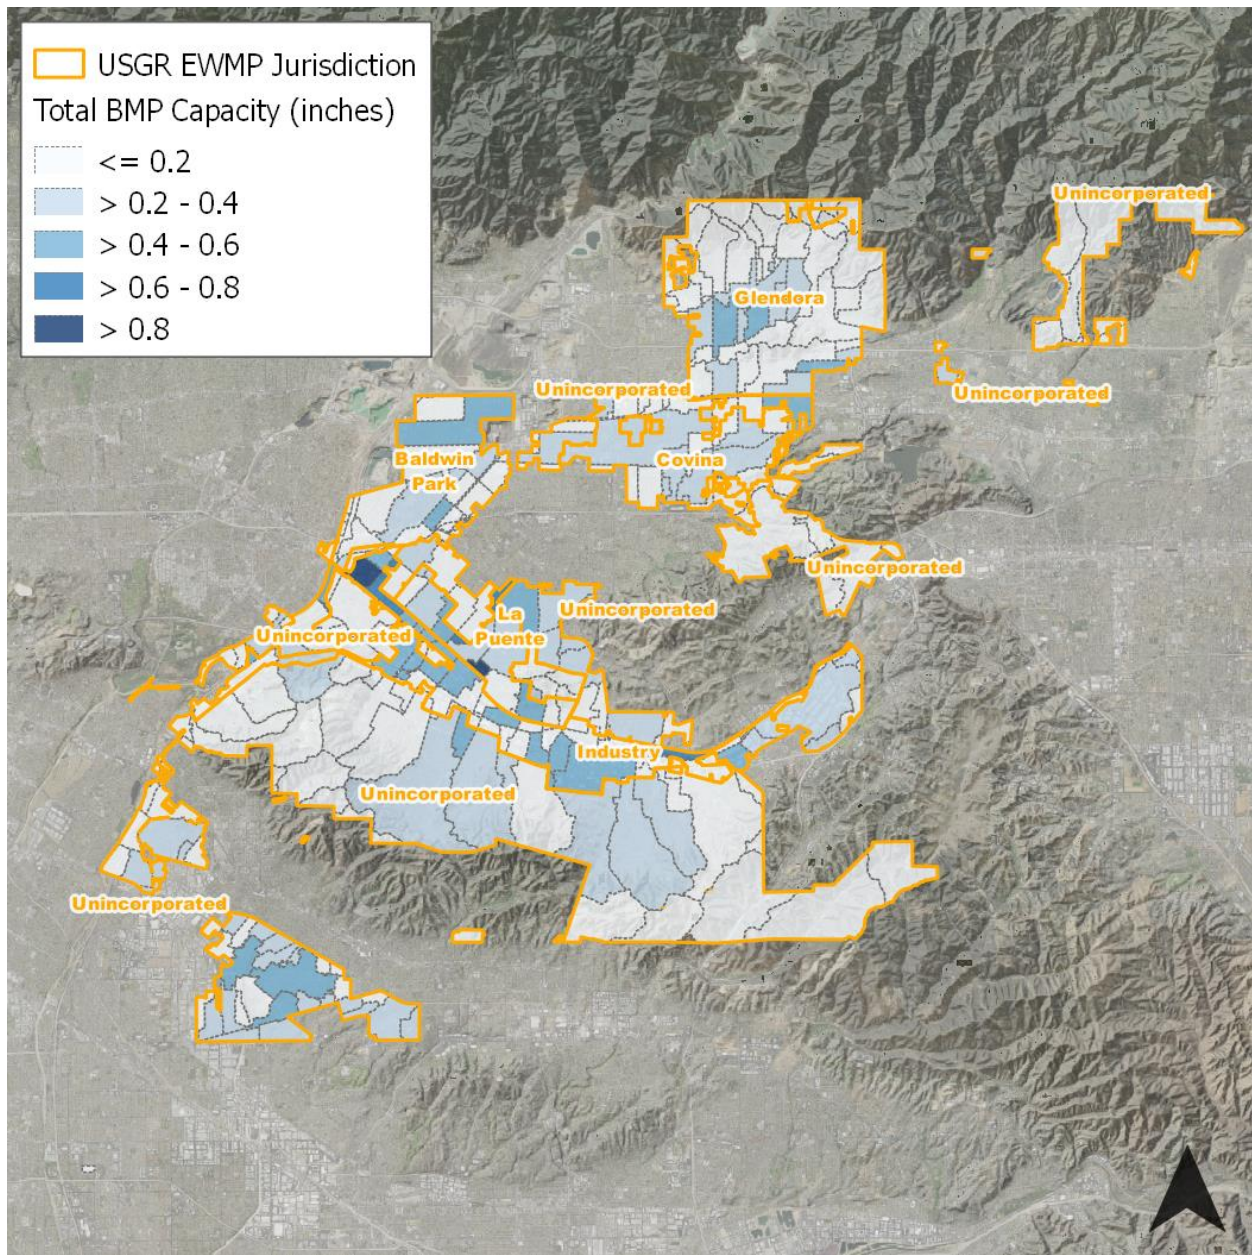 USGR EWMP Jurisdiction
Total BMP Capacity (inches)
<= 0.2
> 0.2 - 0.4
> 0.4 - 0.6
> 0.6 - 0.8
> 0.8
Unincorporated
Glendora
Unincorporated
Unincorporated
Baldwin
Park
Covina
Unincorporated
La
Puente
Unincorporated
Unincorporated
Industry
Unincorporated
Unincorporated